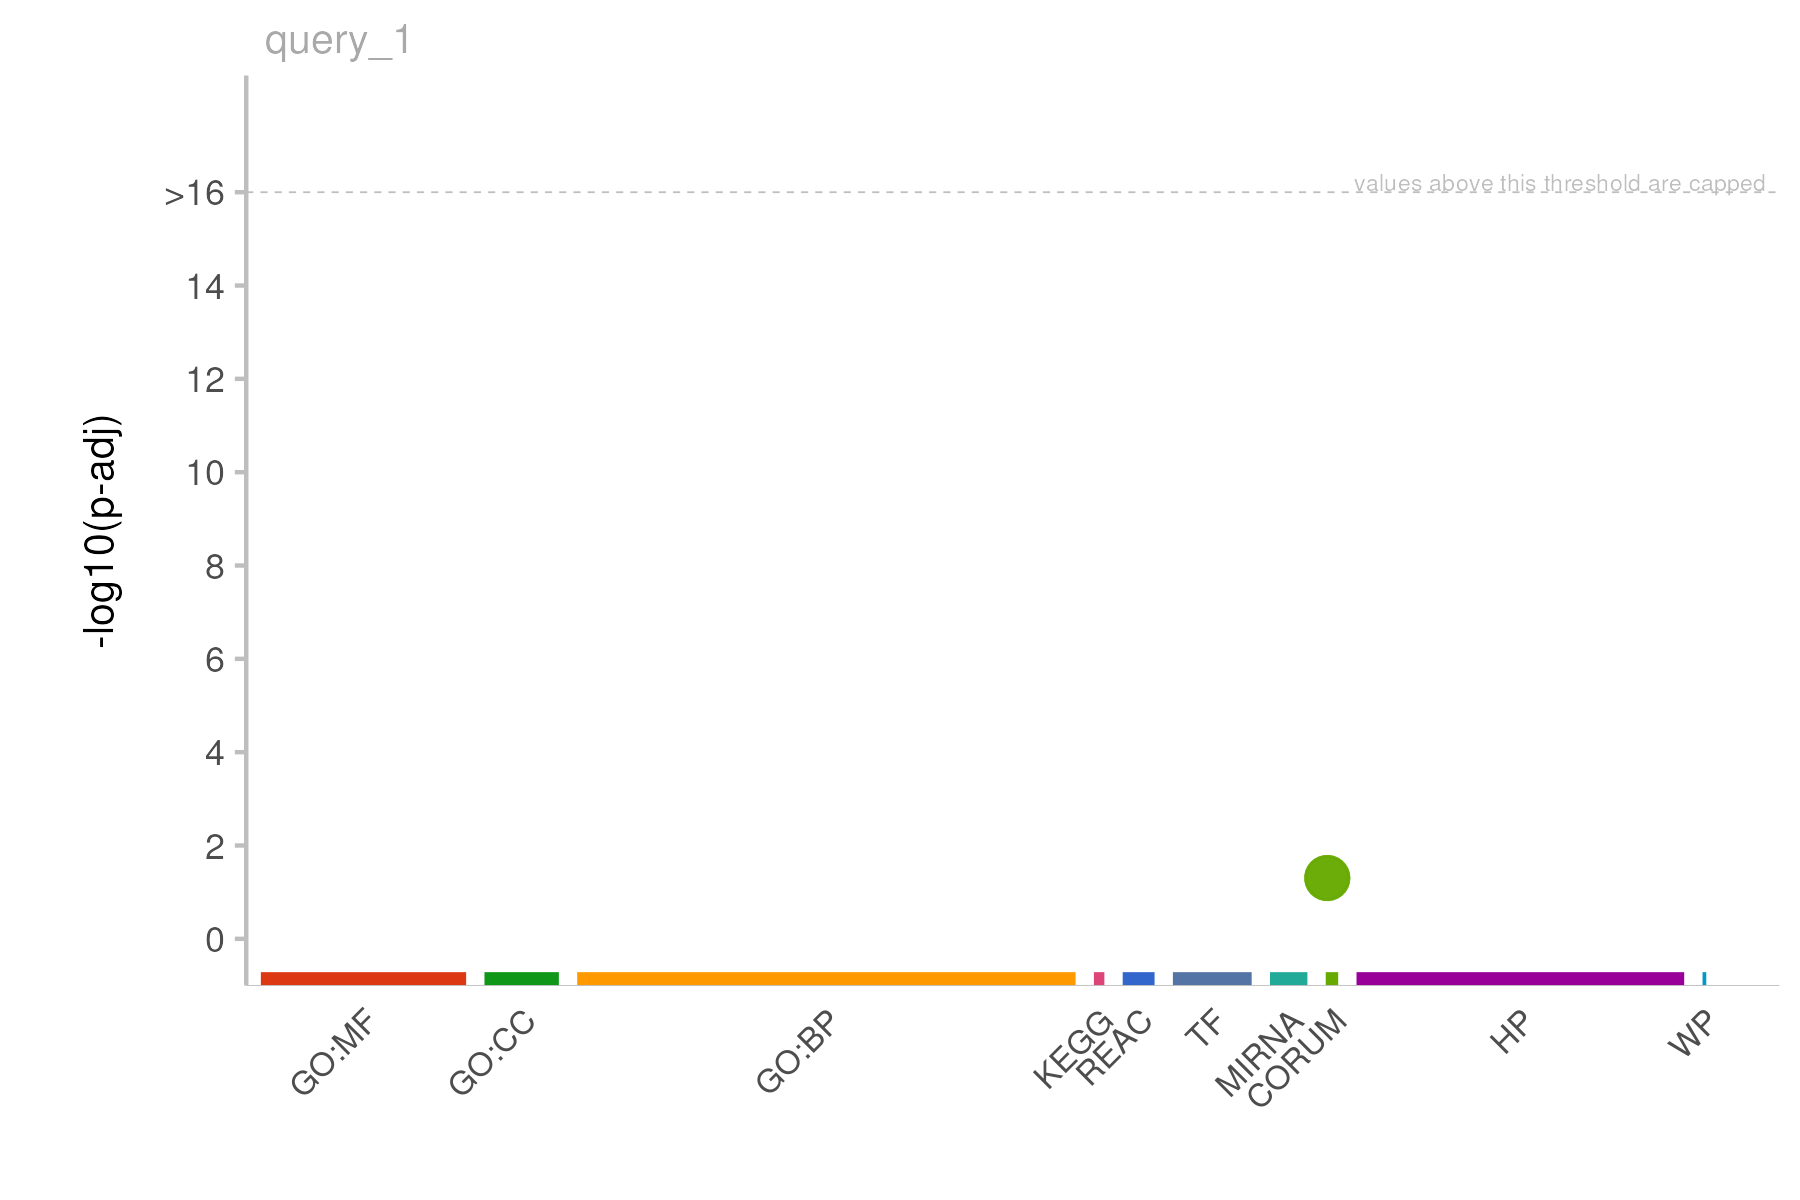 query_1
values above this threshold are capped
>16
14
12
10
8
6
4
2
0
-log10(p-adj)
GO:MF
GO:CC
GO:BP
KEGG
REAC
TF
MIRNA
CORUM
HP
WP